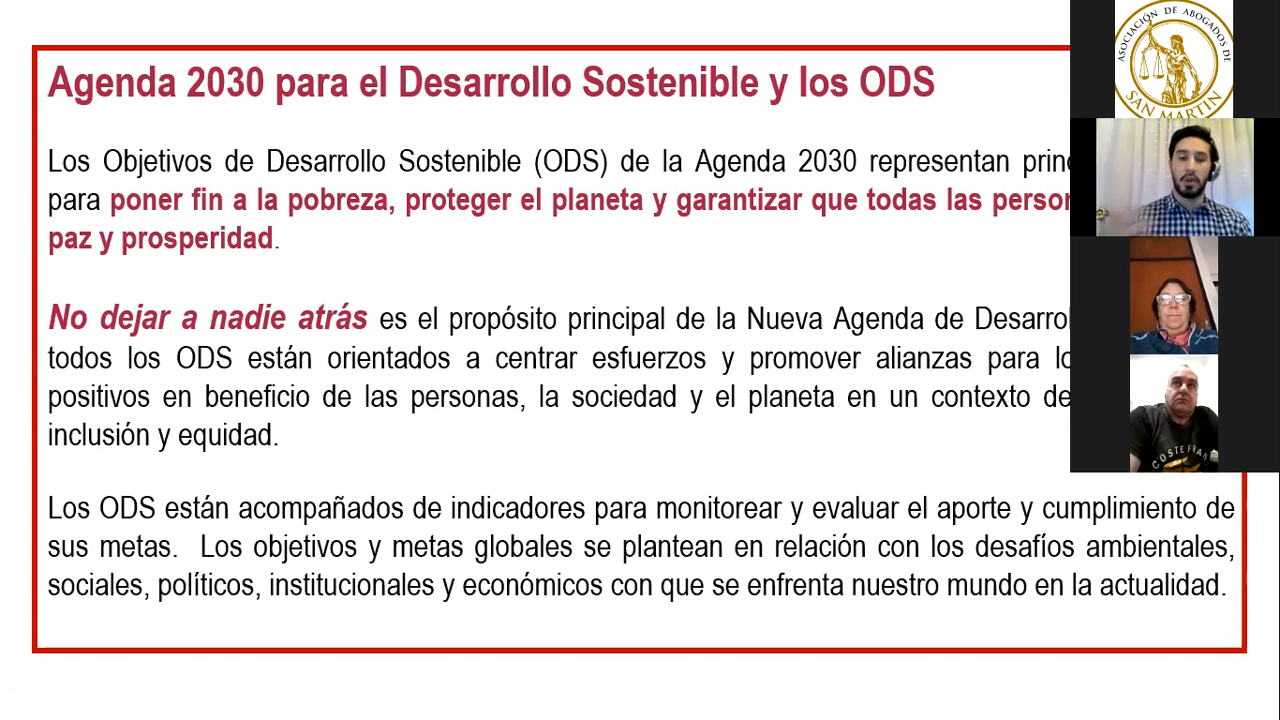 Agenda 2030 para el Desarrollo Sostenible y los ODS
Los Objetivos de Desarrollo Sostenible (ODS) de la Agenda 2030 representan
para poner fin a la pobreza, proteger el planeta y garantizar que todas las
paz y prosperidad.
No dejar a nadie atrás es el propósito principal de la Nueva Agenda de
todos los ODS están orientados a centrar esfuerzos y promover alianzas para
positivos en beneficio de las personas, la sociedad y el planeta en un contexto de
inclusión y equidad.
Los ODS están acompañados de indicadores para monitorear y evaluar el aporte y cumplimiento de
sus metas. Los objetivos y metas globales se plantean en relación con los desafíos ambientales,
sociales, políticos, institucionales y económicos con que se enfrenta nuestro mundo en la actualidad.
ASOCIACIÓN DE ABOGADOS DE
SAN MARTIN
COSTE